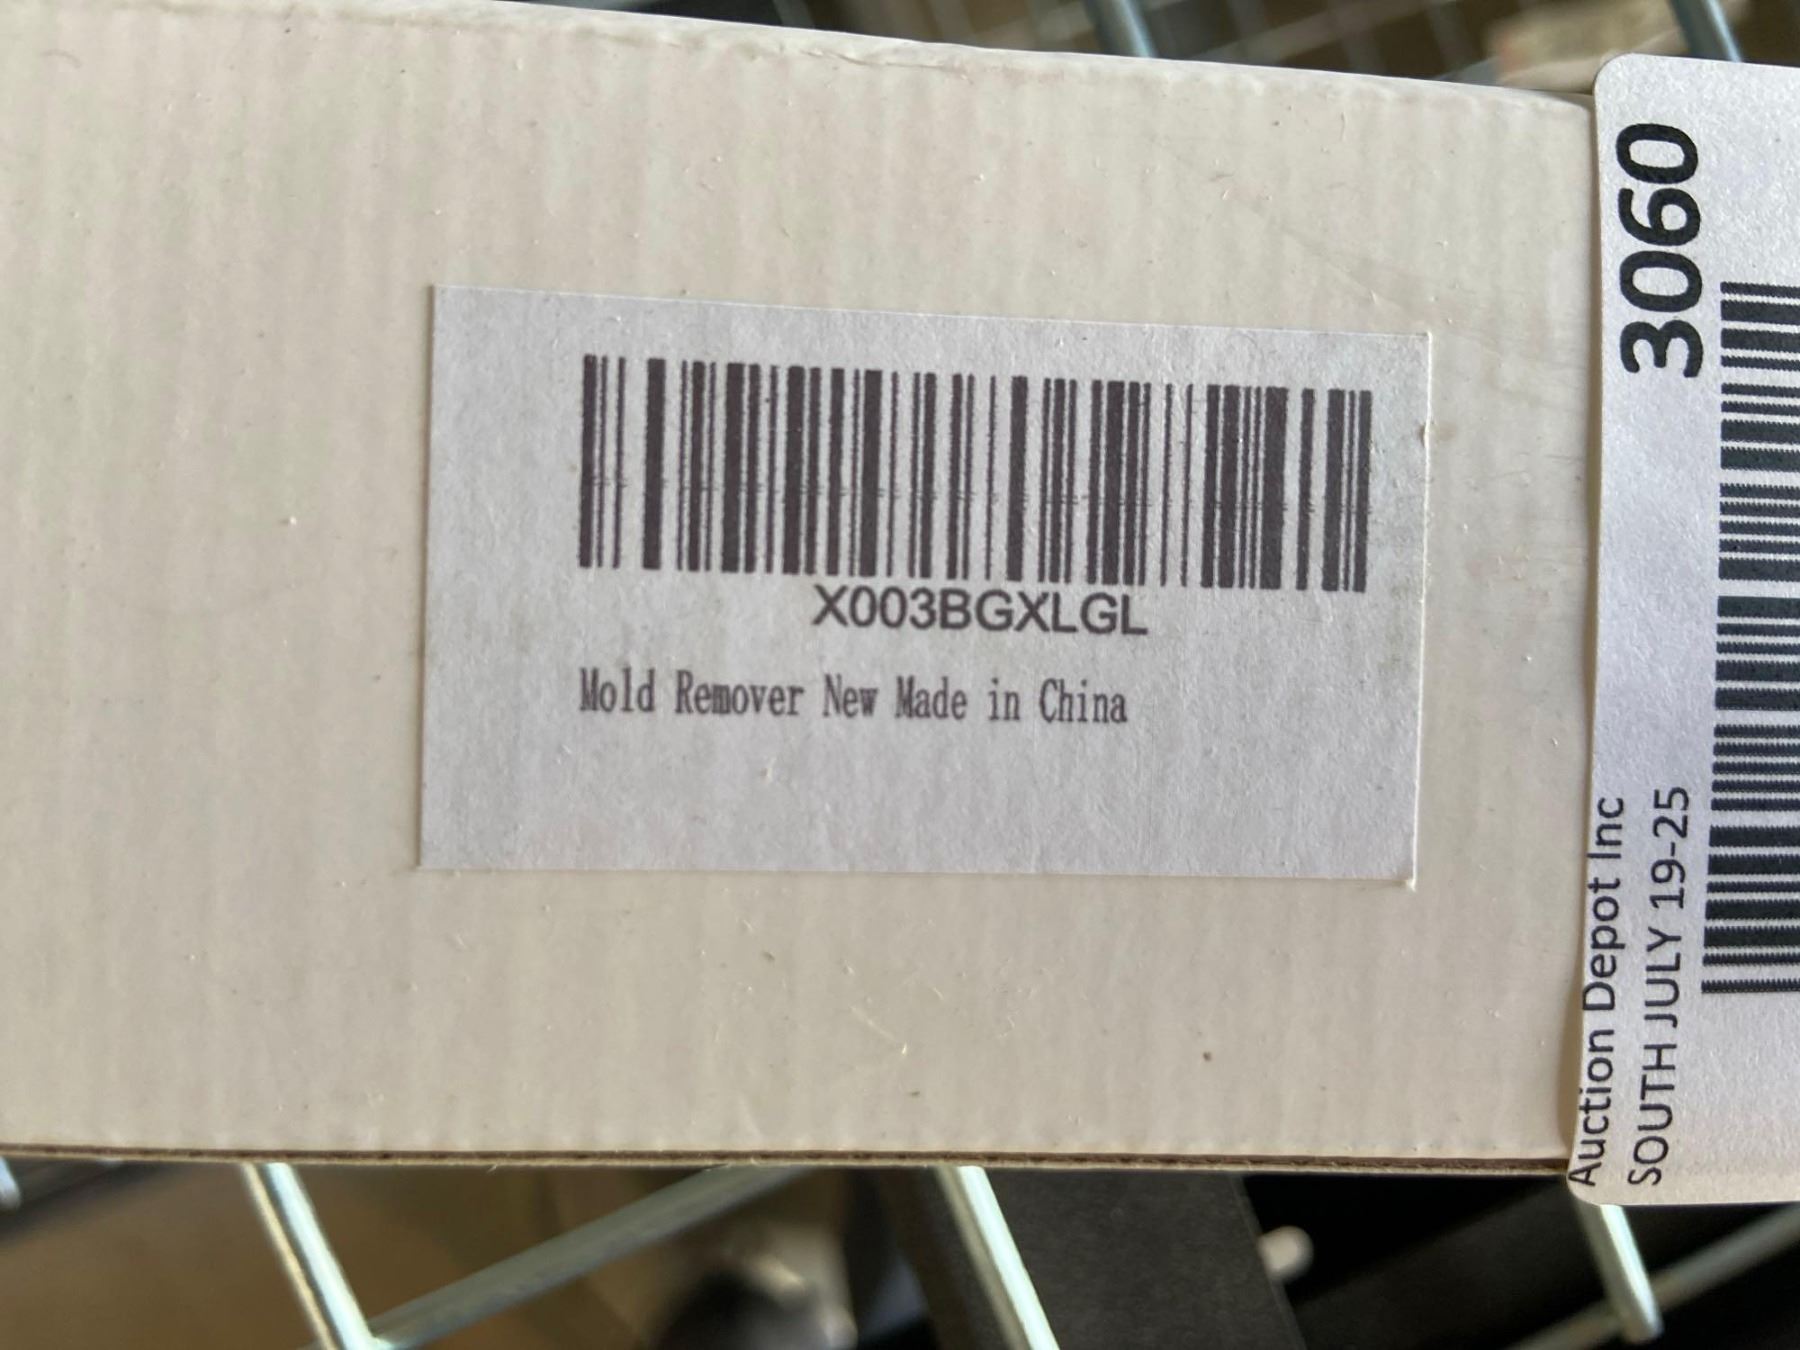 X003BGXLGL
Mold Remover New Made in China
3060
Auction Depot Inc
SOUTH JULY 19-25